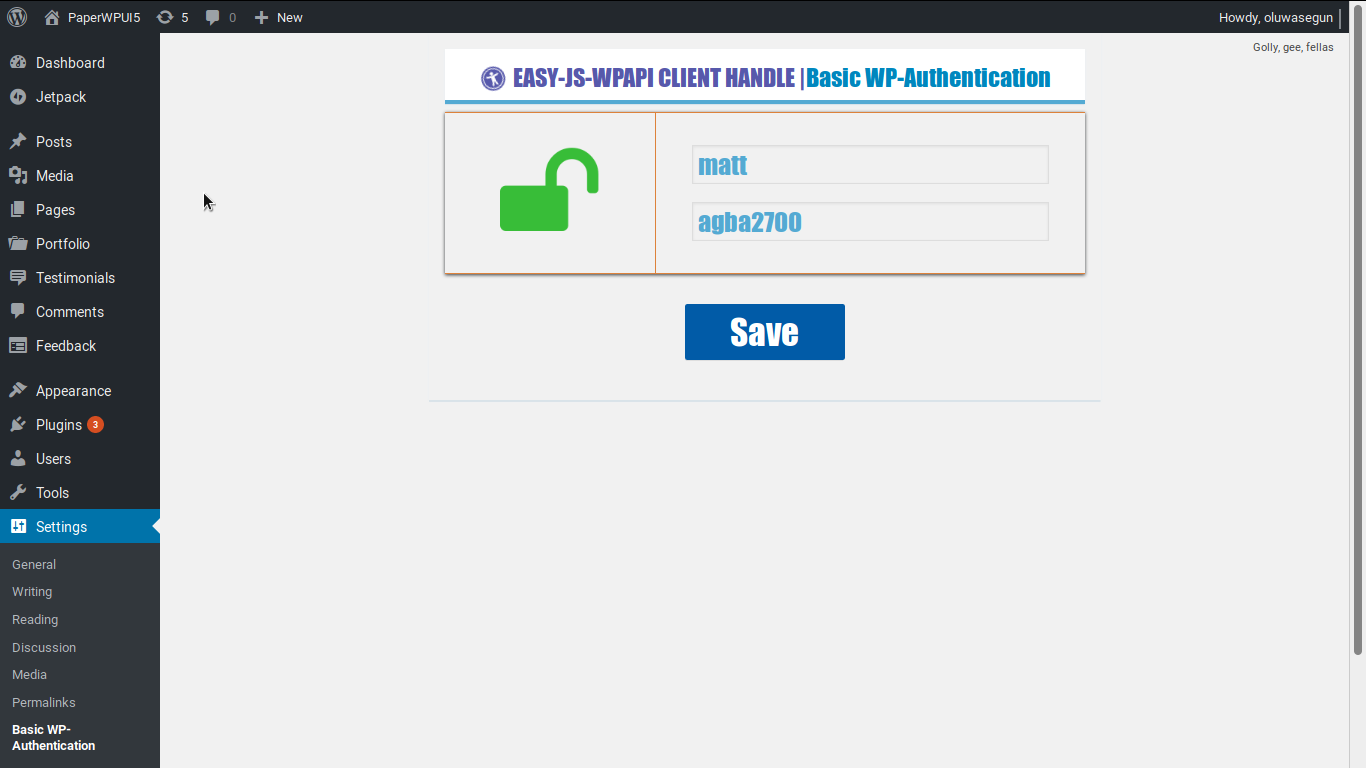 PaperWPUI5 5 0 New Howdy, oluwasegun
Golly, gee, fellas
Dashboard
Jetpack
Posts
Media
Pages
Portfolio
Testimonials
Comments
Feedback
Appearance
Plugins 3
Users
Tools
Settings
General
Writing
Reading
Discussion
Media
Permalinks
Basic WP-
Authentication
EASY-JS-WPAPI CLIENT HANDLE |Basic WP-Authentication
matt
agba2700
Save